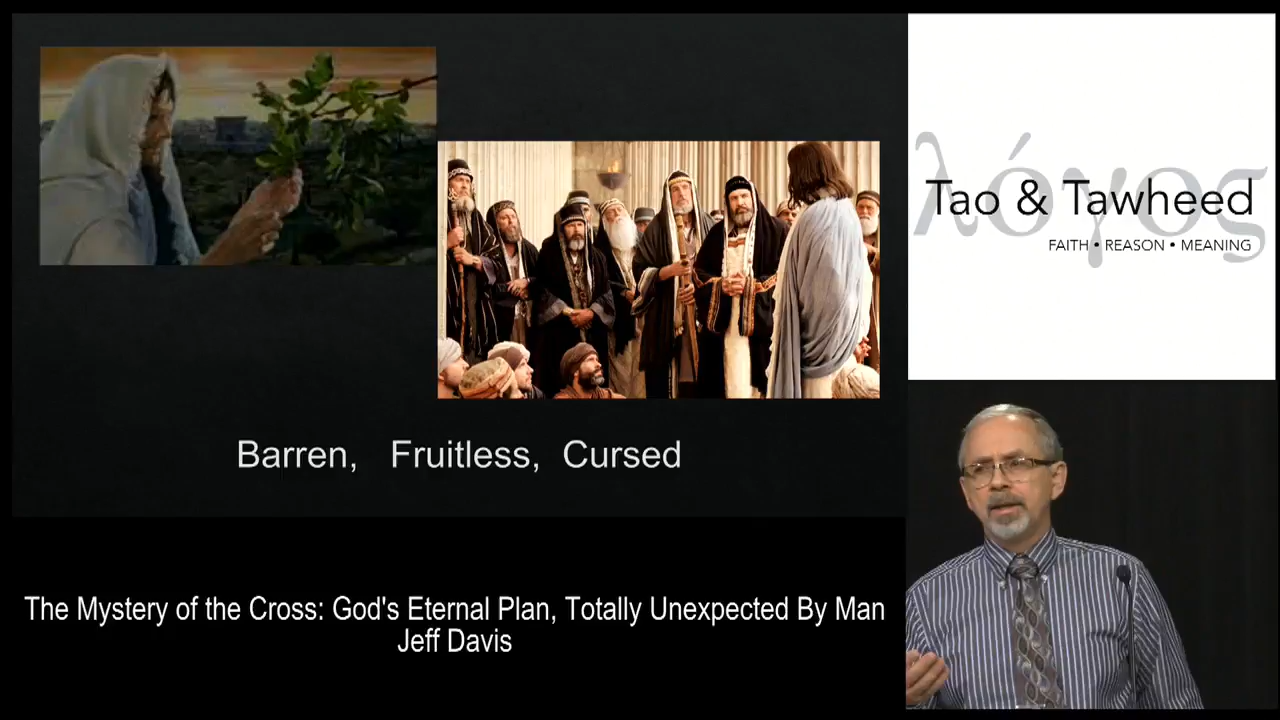 λόγος
Tao & Tawheed
FAITH • REASON • MEANING
Barren, Fruitless, Cursed
The Mystery of the Cross: God's Eternal Plan, Totally Unexpected By Man
Jeff Davis